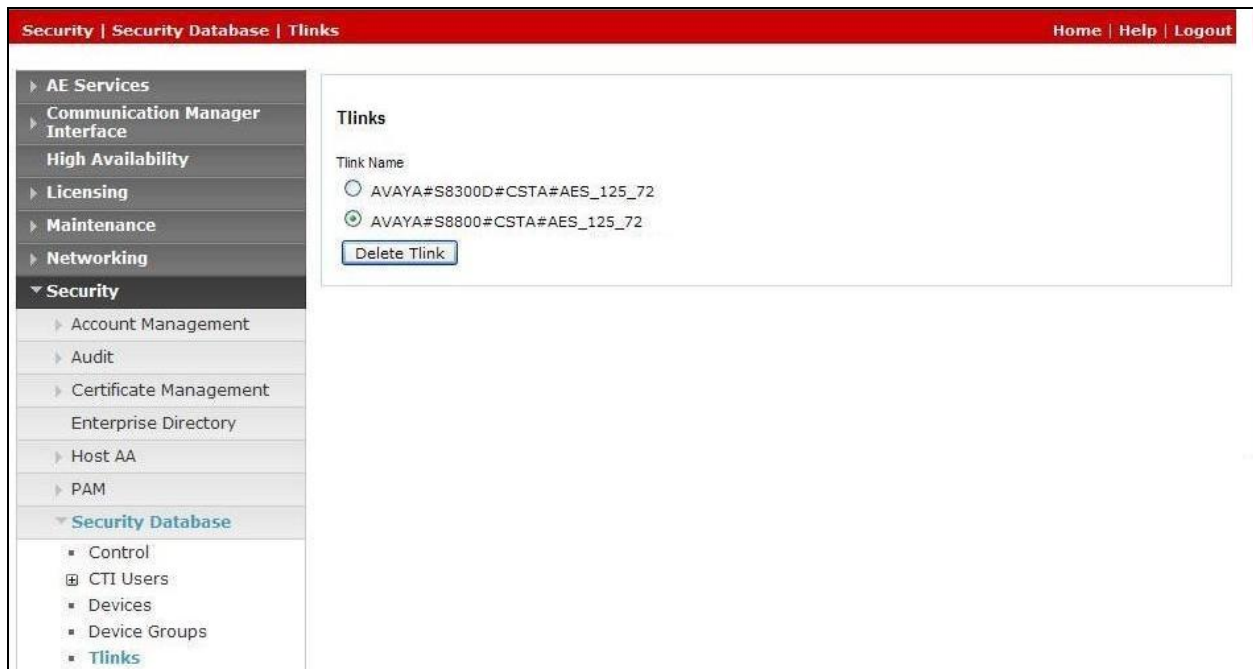 Security | Security Database | Tlinks
Home | Help | Logout
AE Services
Communication Manager
Interface
High Availability
Licensing
Maintenance
Networking
Security
Account Management
Audit
Certificate Management
Enterprise Directory
Host AA
PAM
Security Database
Control
CTI Users
Devices
Device Groups
Tlinks
Tlinks
Tlink Name
AVAYA#S8300D#CSTA#AES_125_72
AVAYA#S8800#CSTA#AES_125_72
Delete Tlink